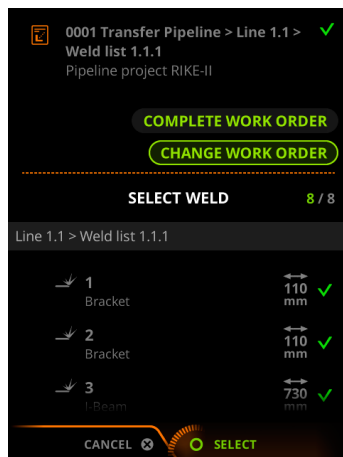 0001 Transfer Pipeline > Line 1.1 >
Weld list 1.1.1
Pipeline project RIKE-II
COMPLETE WORK ORDER
CHANGE WORK ORDER
SELECT WELD 8 / 8
Line 1.1 > Weld list 1.1.1
1 110
Bracket mm
2 110
Bracket mm
3 730
I-Beam mm
CANCEL SELECT